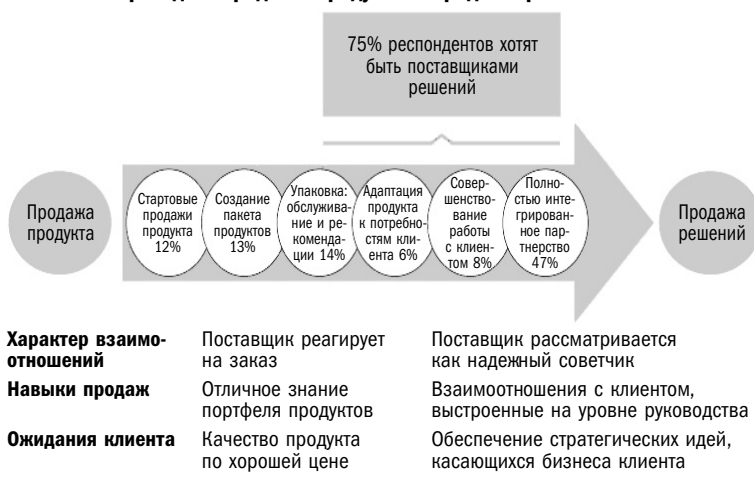 75% респондентов хотят
быть поставщиками
решений
Продажа
продукта
Стартовые
продажи
продукта
12%
Создание
пакета
продуктов
13%
Упаковка:
обслужива-
ние и ре-
коменда-
ции 14%
Адаптация
продукта
к потребно-
стям кли-
ента 6%
Совер-
шенство-
вание
работы
с клиен-
том 8%
Полно-
стью инте-
грирован-
ное пар-
тнерство
47%
Продажа
решений
Характер взаимо-
отношений
Поставщик реагирует
на заказ
Поставщик рассматривается
как надежный советчик
Навыки продаж
Отличное знание
портфеля продуктов
Взаимоотношения с клиентом,
выстроенные на уровне руководства
Ожидания клиента
Качество продукта
по хорошей цене
Обеспечение стратегических идей,
касающихся бизнеса клиента